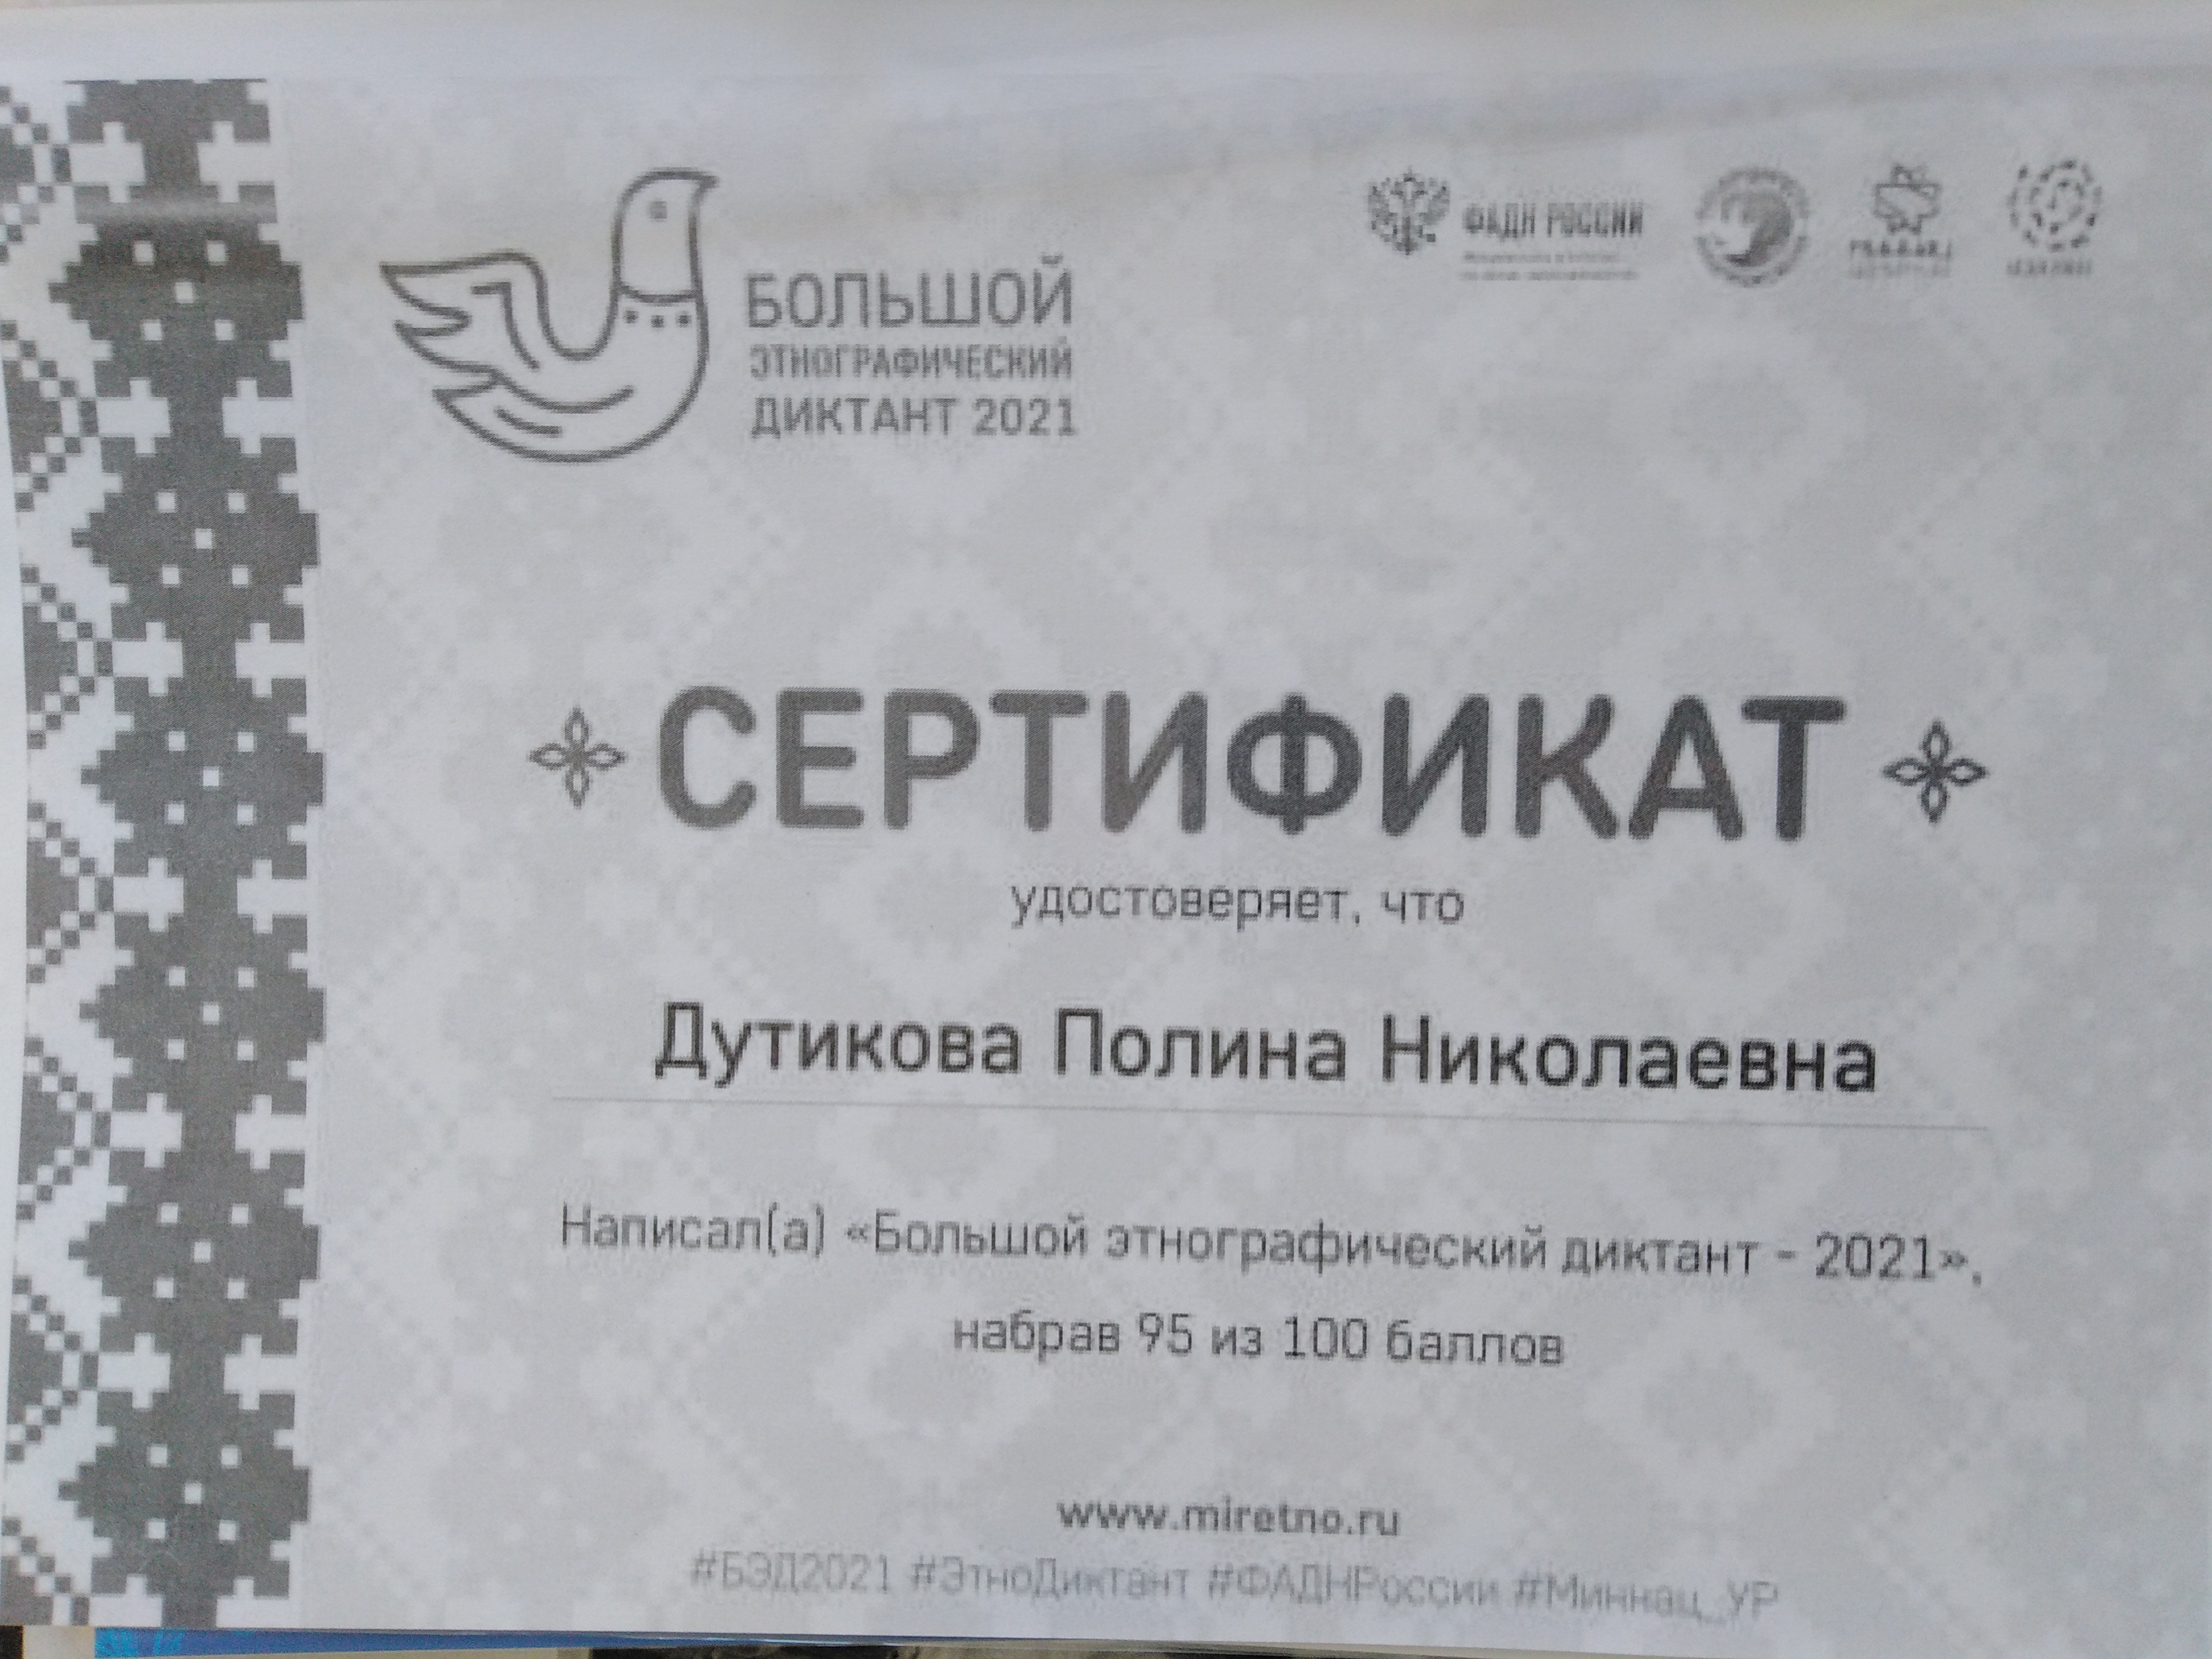 БОЛЬШОЙ
ЭТНОГРАФИЧЕСКИЙ
ДИКТАНТ 2021
ФАДН РОССИИ
СЕРТИФИКАТ
удостоверяет, что
Дутикова Полина Николаевна
Написал(а) «Большой этнографический диктант - 2021»,
набрав 95 из 100 баллов
www.miretno.ru
#БЭД2021 #ЭтноДиктант #ФАДНРоссии #Миннац_УР